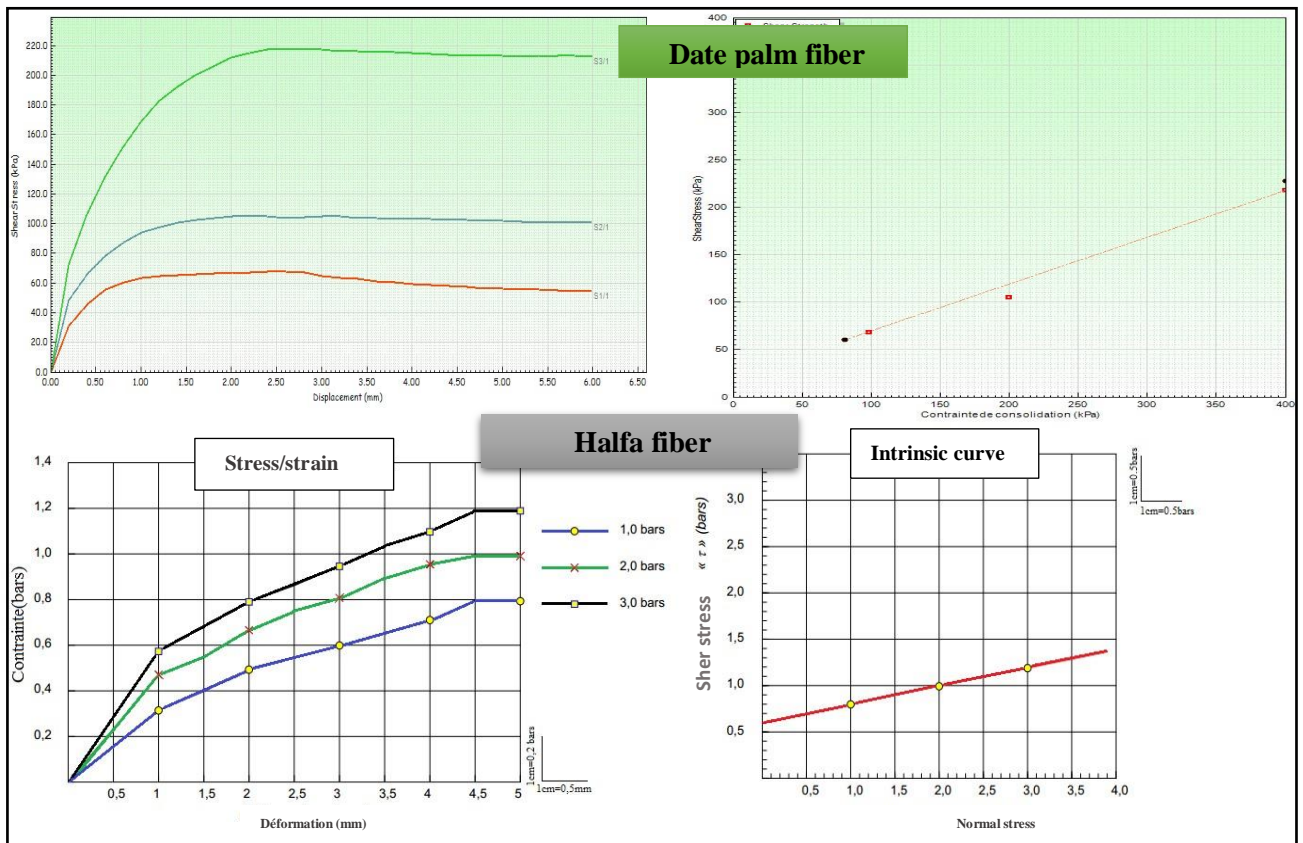 Date palm fiber
220.0
200.0
180.0
160.0
140.0
120.0
100.0
80.0
60.0
40.0
20.0
0.0
ShearStress (kPa)
S3/1
S2/1
S1/1
0.00 0.50 1.00 1.50 2.00 2.50 3.00 3.50 4.00 4.50 5.00 5.50 6.00 6.50
Displacement (mm)
400
350
300
250
200
150
100
50
0
ShearStress (kPa)
0 50 100 150 200 250 300 350 400
Contrainte de consolidation (kPa)
Halfa fiber
Stress/strain
1,4
1,2
1,0
0,8
0,6
0,4
0,2
Contrainte(bars)
0,5 1 1,5 2 2,5 3 3,5 4 4,5 5
Déformation (mm)
1cm=0,2 bars
1cm=0,5mm
1,0 bars
2,0 bars
3,0 bars
Intrinsic curve
1cm=0.5bars
1cm=0.5bars
3,0
2,5
2,0
1,5
1,0
0,5
Sher stress « τ » (bars)
0,5 1,0 2,0 2,5 3,0 3,5 4,0
Normal stress